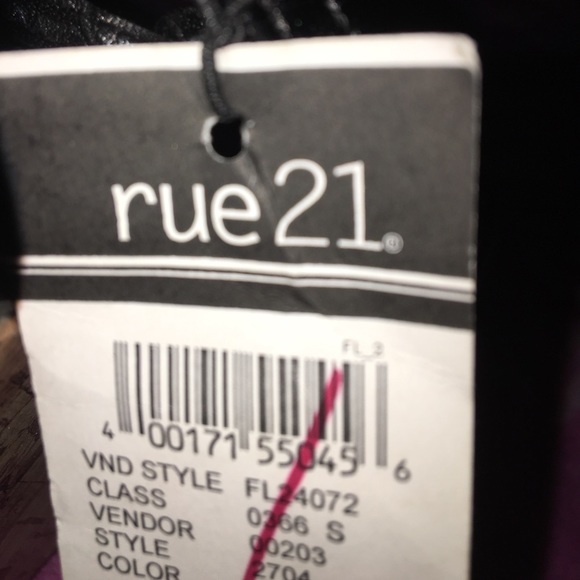 rue21®
FL_3
4 00171 55045 6
VND STYLE FL24072
CLASS 0366 S
VENDOR 00203
STYLE 2704
COLOR